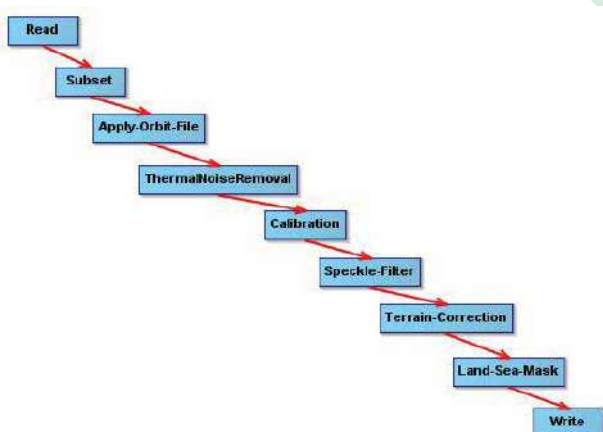 Read
Subset
Apply-Orbit-File
ThermalNoiseRemoval
Calibration
Speckle-Filter
Terrain-Correction
Land-Sea-Mask
Write